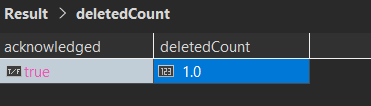 Result > deletedCount
acknowledged deletedCount
T/F true 123 1.0